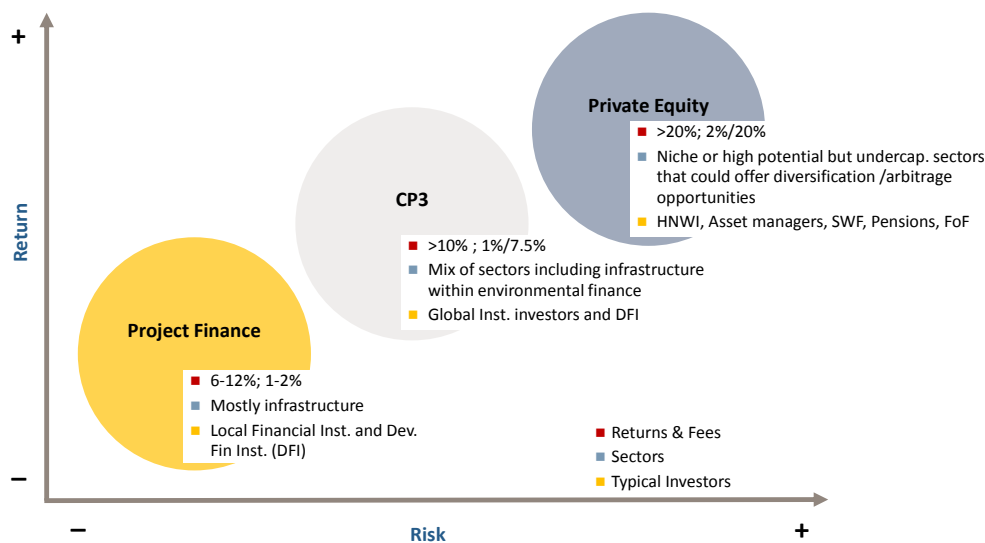 +
Private Equity
>20%; 2%/20%
Niche or high potential but undercap. sectors
that could offer diversification /arbitrage
opportunities
HNWI, Asset managers, SWF, Pensions, FoF
CP3
>10% ; 1%/7.5%
Mix of sectors including infrastructure
within environmental finance
Global Inst. investors and DFI
Return
Project Finance
6-12%; 1-2%
Mostly infrastructure
Local Financial Inst. and Dev.
Fin Inst. (DFI)
Returns & Fees
Sectors
Typical Investors
–
–
Risk
+